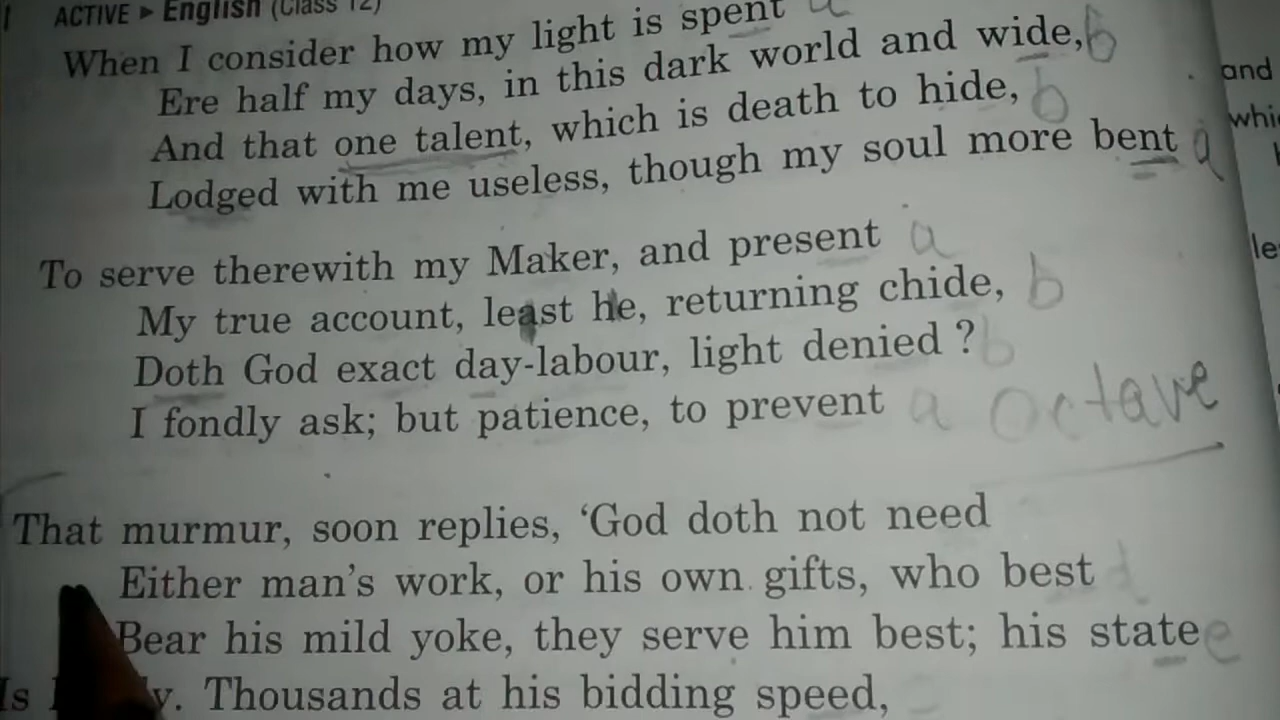 ACTIVE ▸ English (Class 12)
When I consider how my light is spent a
Ere half my days, in this dark world and wide, b
And that one talent, which is death to hide, b
Lodged with me useless, though my soul more bent a
To serve therewith my Maker, and present a
My true account, least he, returning chide, b
Doth God exact day-labour, light denied ? b
I fondly ask; but patience, to prevent a octave
That murmur, soon replies, ‘God doth not need
Either man’s work, or his own gifts, who best d
Bear his mild yoke, they serve him best; his state e
Is Thousands at his bidding speed,
and
le